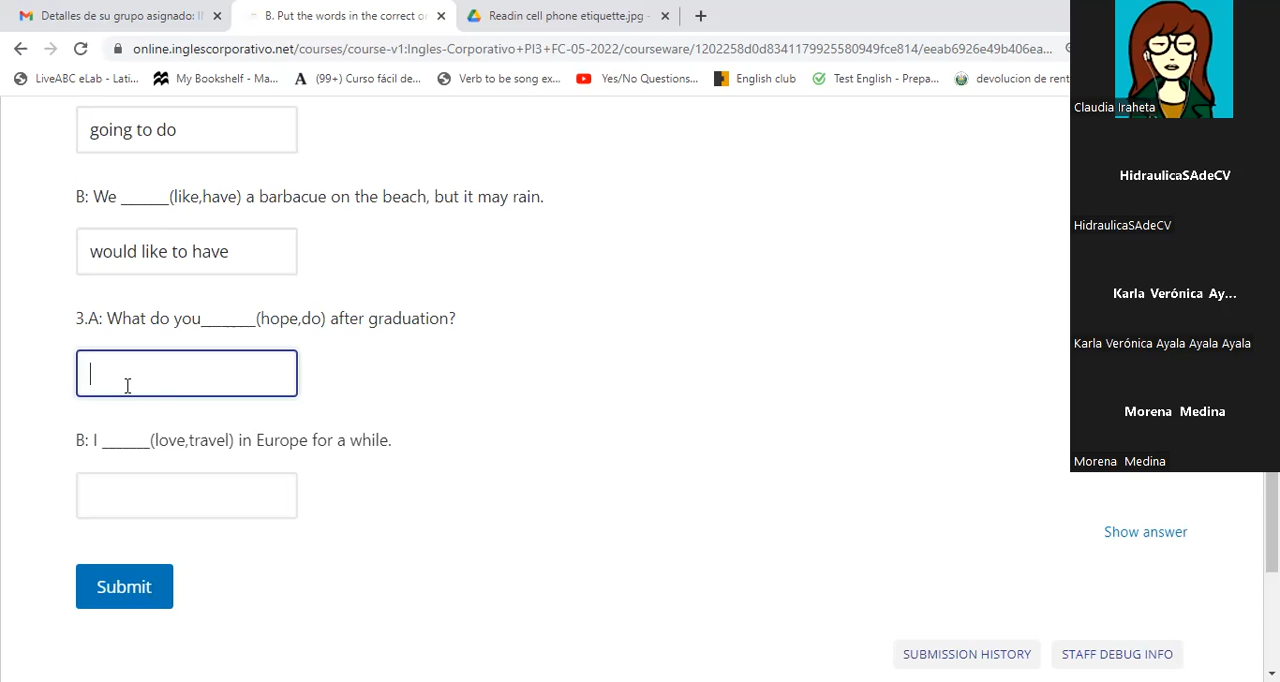 Detalles de su grupo asignado: I
B. Put the words in the correct or
Readin cell phone etiquette.jpg -
online.inglescorporativo.net/courses/course-v1:Ingles-Corporativo+PI3+FC-05-2022/courseware/1202258d0d8341179925580949fce814/eeab6926e49b406ea...
LiveABC eLab - Lati...
My Bookshelf - Ma...
(99+) Curso fácil de...
Verb to be song ex...
Yes/No Questions...
English club
Test English - Prepa...
devolucion de rent
going to do
B: We ______(like,have) a barbacue on the beach, but it may rain.
would like to have
3.A: What do you_______(hope,do) after graduation?
B: I ______(love,travel) in Europe for a while.
Show answer
Submit
SUBMISSION HISTORY
STAFF DEBUG INFO
Claudia Iraheta
HidraulicaSAdeCV
HidraulicaSAdeCV
Karla Verónica Ay...
Karla Verónica Ayala Ayala Ayala
Morena Medina
Morena Medina